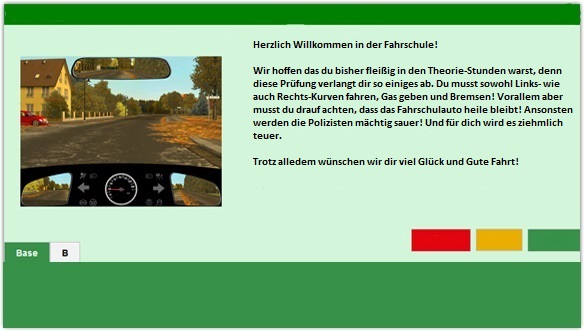 Herzlich Willkommen in der Fahrschule!
Wir hoffen das du bisher fleißig in den Theorie-Stunden warst, denn
diese Prüfung verlangt dir so einiges ab. Du musst sowohl Links- wie
auch Rechts-Kurven fahren, Gas geben und Bremsen! Vorallem aber
musst du drauf achten, dass das Fahrschulauto heile bleibt! Ansonsten
werden die Polizisten mächtig sauer! Und für dich wird es ziehmlich
teuer.
Trotz alledem wünschen wir dir viel Glück und Gute Fahrt!
Base
B